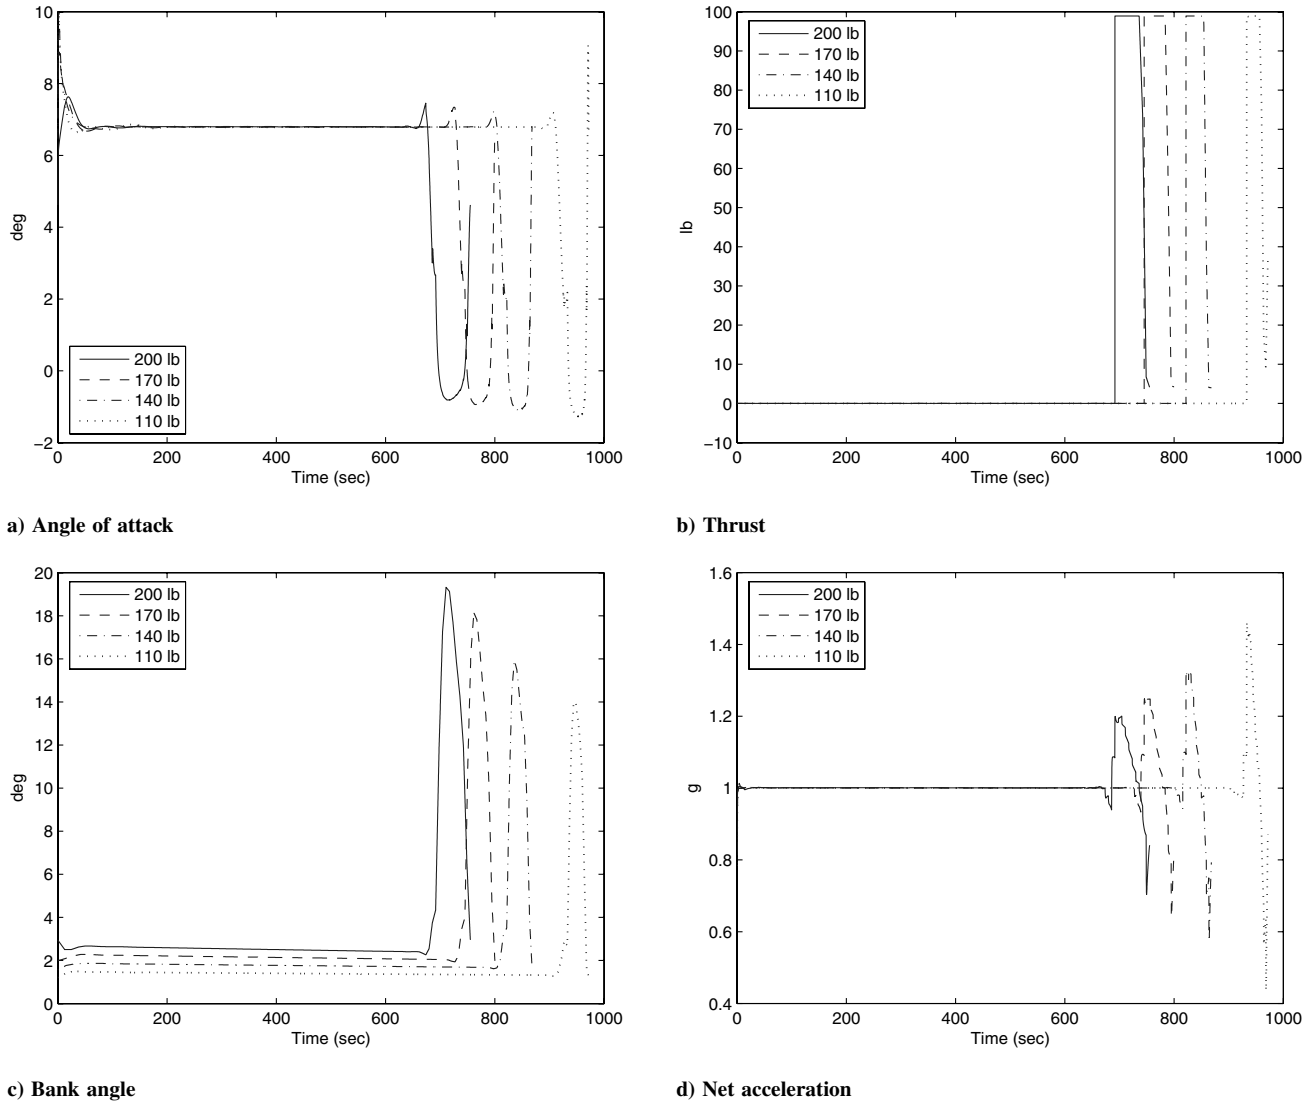 10
8
6
4
2
0
−2
deg
200 lb
170 lb
140 lb
110 lb
0 200 400 600 800 1000
Time (sec)
a) Angle of attack
100
90
80
70
60
50
40
30
20
10
0
−10
lb
200 lb
170 lb
140 lb
110 lb
0 200 400 600 800 1000
Time (sec)
b) Thrust
20
18
16
14
12
10
8
6
4
2
0
deg
200 lb
170 lb
140 lb
110 lb
0 200 400 600 800 1000
Time (sec)
c) Bank angle
1.6
1.4
1.2
1
0.8
0.6
0.4
g
200 lb
170 lb
140 lb
110 lb
0 200 400 600 800 1000
Time (sec)
d) Net acceleration